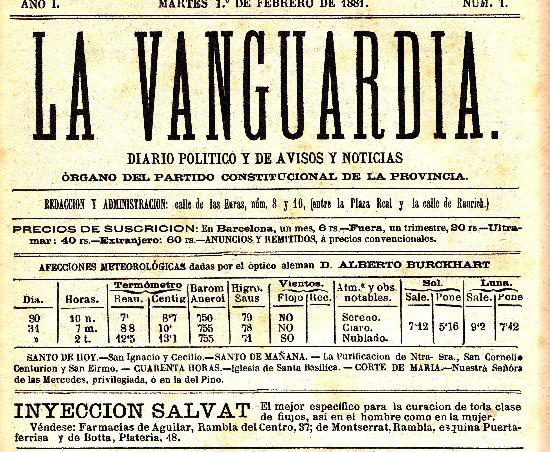 AÑO I. MARTES 1.º DE FEBRERO DE 1881. NÚM. 1.
LA VANGUARDIA.
DIARIO POLITICO Y DE AVISOS Y NOTICIAS
ÓRGANO DEL PARTIDO CONSTITUCIONAL DE LA PROVINCIA.
REDACCION Y ADMINISTRACION: calle de las Euras, núm. 8 y 10, (entre la Plaza Real y la calle de Raurich.)
PRECIOS DE SUSCRICION: En Barcelona, un mes, 6 rs.—Fuera, un trimestre, 20 rs.—Ultra-
mar: 40 rs.—Extranjero: 60 rs.—ANUNCIOS Y REMITIDOS, á precios convencionales.
AFECCIONES METEOROLÓGICAS dadas por el óptico aleman D. ALBERTO BURCKHART
Dia. Horas. Termómetro Reau. Centig Barom Aneroi Higro. Saus Vientos. Flojo Rec. Atm.ª y obs notables. Sol. Sale. Pone Luna. Sale. Pone
30 10 n. 7' 8'7 750 79 NO Sereno.
31 7 m. 8 8 10' 755 78 NO Claro. 7'12 5'16 9'2 7'42
» 2 t. 12'5 13'1 755 71 SO Nublado.
SANTO DE HOY.—San Ignacio y Cecilio.—SANTO DE MAÑANA. — La Purificacion de Ntra- Sra., San Cornelio
Centurion y San Firmo. — CUARENTA HORAS.—Iglesia de Santa Basílica. — CORTE DE MARIA.—Nuestrá Señora
de las Mercedes, privilegiada, ó en la del Pino.
INYECCION SALVAT El mejor específico para la curacion de toda clase
de flujos, así en el hombre como en la mujer.
Véndese: Farmacias de Aguilar, Rambla del Centro, 37; de Montserrat, Rambla, esquina Puerta-
ferrisa y de Botta, Platería, 48.